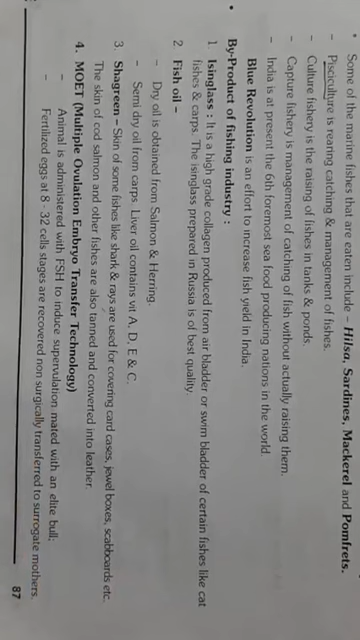 • Some of the marine fishes that are eaten include – Hilsa, Sardines, Mackerel and Pomfrets.
– Pisciculture is rearing catching & management of fishes.
– Culture fishery is the raising of fishes in tanks & ponds.
– Capture fishery is management of catching of fish without actually raising them.
– India is at present the 6th foremost sea food producing nations in the world.
Blue Revolution is an effort to increase fish yield in India.
• By-Product of fishing industry :
1. Isinglass : It is a high grade collagen produced from air bladder or swim bladder of certain fishes like cat
fishes & carps. The isinglass prepared in Russia is of best quality.
2. Fish oil –
– Dry oil is obtained from Salmon & Herring.
– Semi dry oil from carps. Liver oil contains vit A, D, E & C.
3. Shagreen – Skin of some fishes like shark & rays are used for covering card cases, jewel boxes, scabboards etc.
The skin of cod salmon and other fishes are also tanned and converted into leather.
4. MOET (Multiple Ovulation Embryo Transfer Technology)
– Animal is administered with FSH to induce superovulation mated with an elite bull;
– Fertilized eggs at 8 - 32 cells stages are recovered non surgically transferred to surrogate mothers.
87